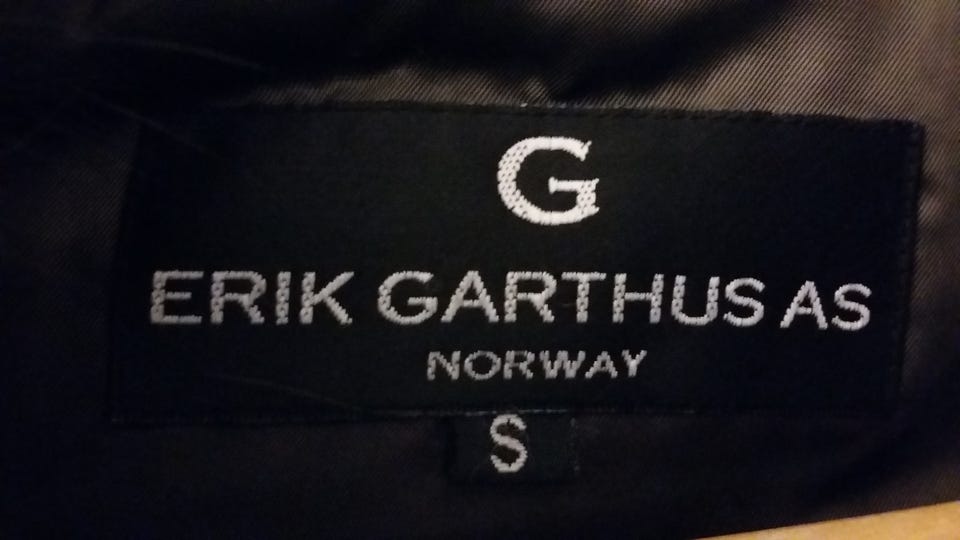 G
ERIK GARTHUS AS
NORWAY
S